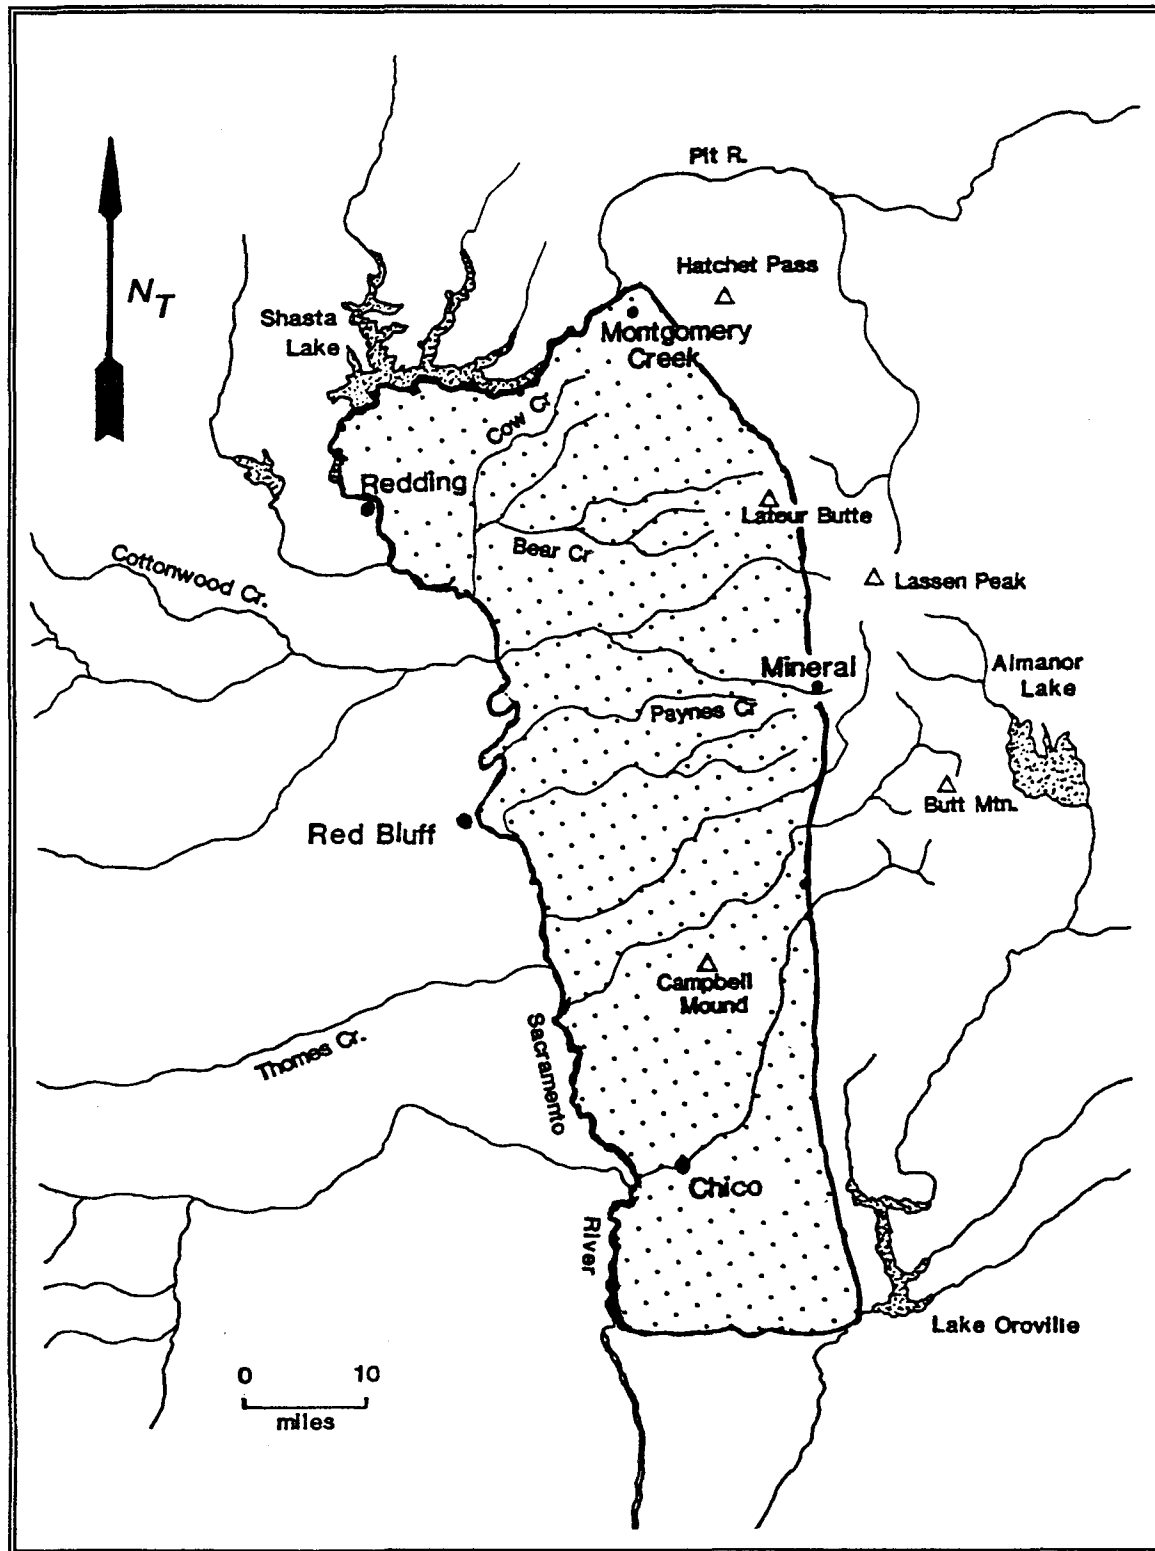 Pit R.
Hatchet Pass
NT
Shasta
Lake
Montgomery
Creek
Cow Cr
Redding
Latour Butte
Bear Cr
Cottonwood Cr.
Lassen Peak
Mineral
Almanor
Lake
Paynes Cr
Butt Mtn.
Red Bluff
Campbell
Mound
Sacramento
Thomes Cr.
Chico
River
Lake Oroville
0 10
miles